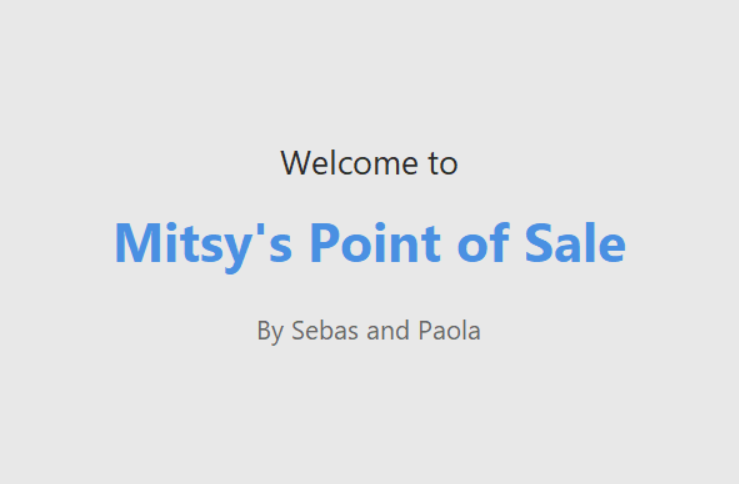 Welcome to
Mitsy's Point of Sale
By Sebas and Paola